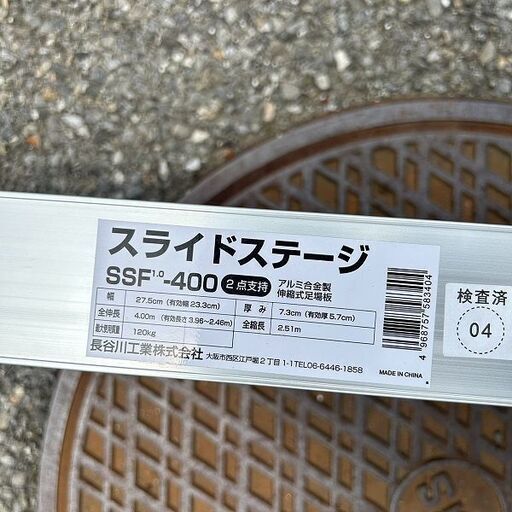 スライドステージ
SSF1.0-400 2点支持 アルミ合金製
伸縮式足場板
幅 27.5cm (有効幅 23.3cm) 厚み 7.3cm (有効厚 5.7cm)
全伸長 4.00m (有効長さ 3.96~2.46m) 全縮長 2.51m
最大使用質量 120kg
長谷川工業株式会社 大阪市西区江戸堀2丁目1-1TEL06-6446-1858
4968757583404
MADE IN CHINA
検査済
04